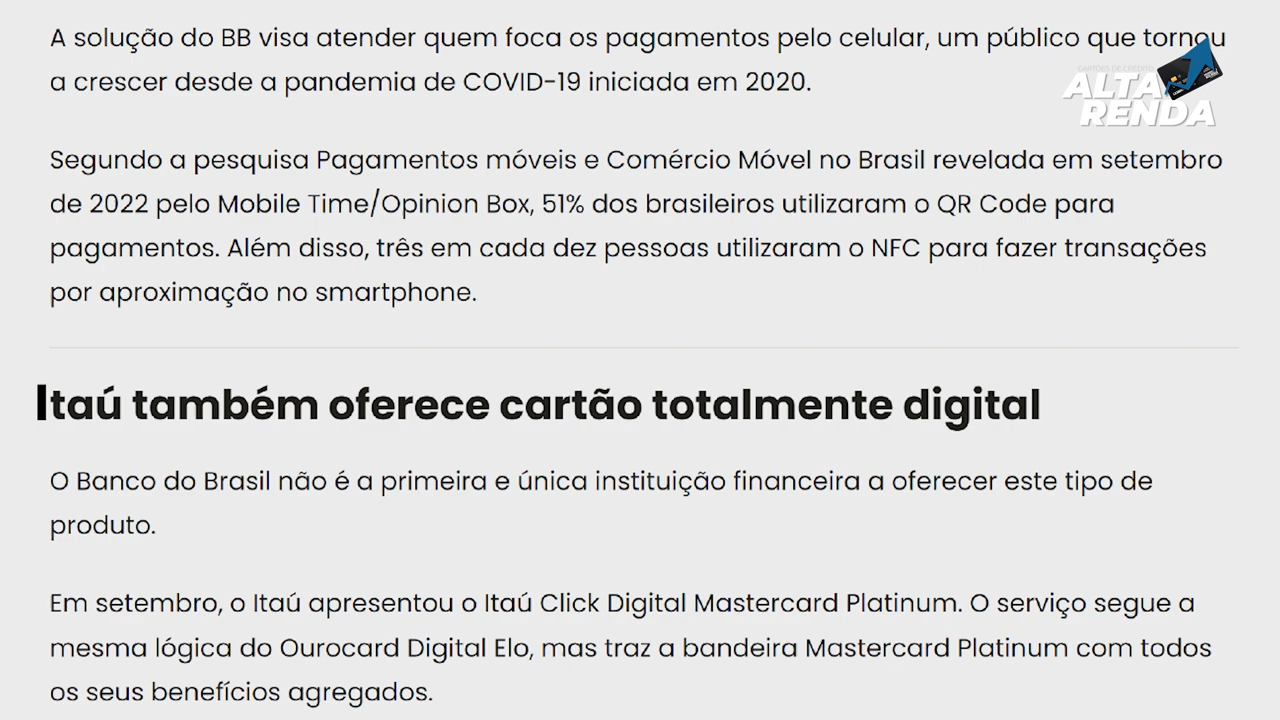 A solução do BB visa atender quem foca os pagamentos pelo celular, um público que tornou
a crescer desde a pandemia de COVID-19 iniciada em 2020.
CARTÕES DE CRÉDITO
ALTA
RENDA
Segundo a pesquisa Pagamentos móveis e Comércio Móvel no Brasil revelada em setembro
de 2022 pelo Mobile Time/Opinion Box, 51% dos brasileiros utilizaram o QR Code para
pagamentos. Além disso, três em cada dez pessoas utilizaram o NFC para fazer transações
por aproximação no smartphone.
Itaú também oferece cartão totalmente digital
O Banco do Brasil não é a primeira e única instituição financeira a oferecer este tipo de
produto.
Em setembro, o Itaú apresentou o Itaú Click Digital Mastercard Platinum. O serviço segue a
mesma lógica do Ourocard Digital Elo, mas traz a bandeira Mastercard Platinum com todos
os seus benefícios agregados.